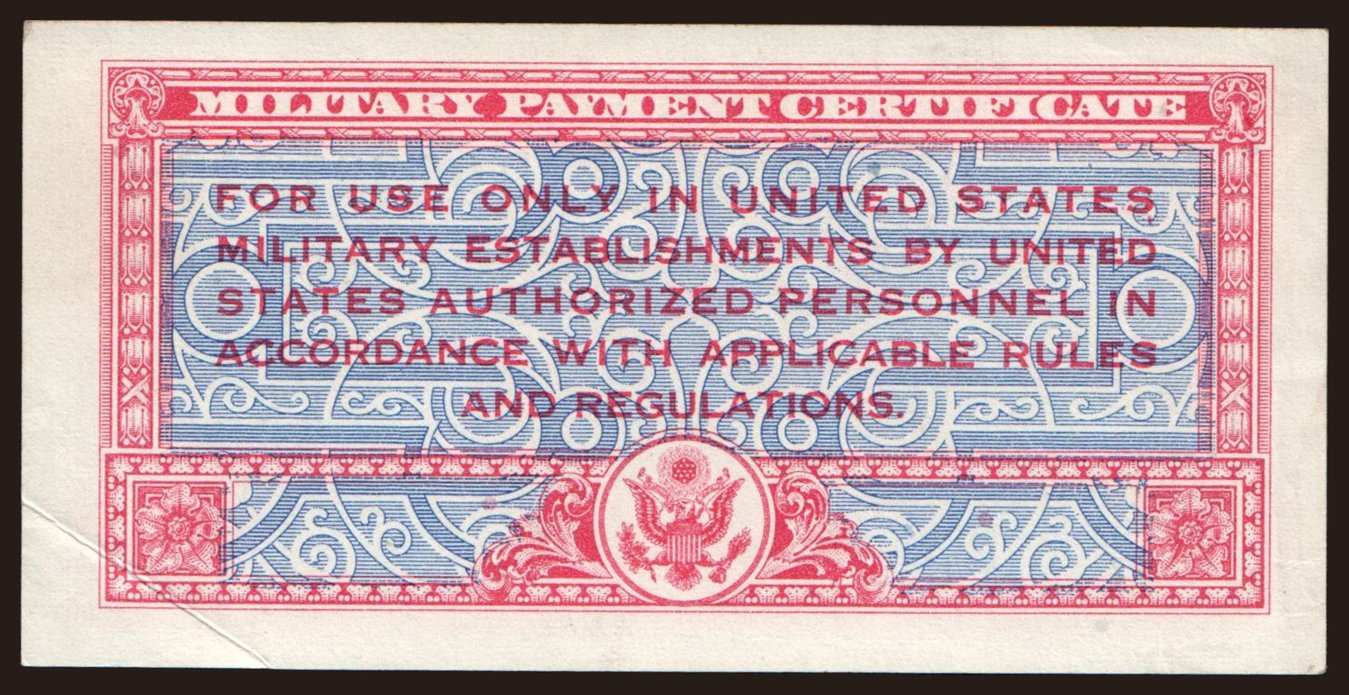 MILITARY PAYMENT CERTIFICATE
FOR USE ONLY IN UNITED STATES
MILITARY ESTABLISHMENTS BY UNITED
STATES AUTHORIZED PERSONNEL IN
ACCORDANCE WITH APPLICABLE RULES
AND REGULATIONS.